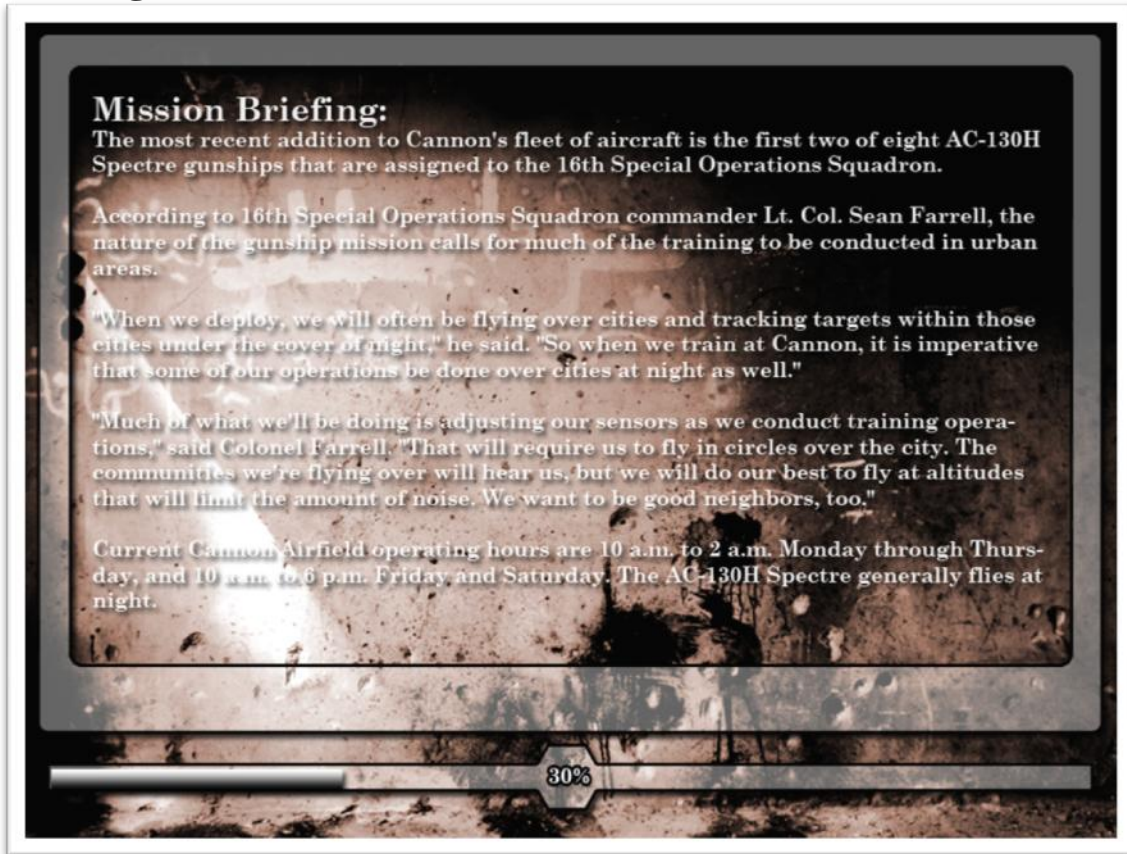 Mission Briefing:
The most recent addition to Cannon's fleet of aircraft is the first two of eight AC-130H
Spectre gunships that are assigned to the 16th Special Operations Squadron.
According to 16th Special Operations Squadron commander Lt. Col. Sean Farrell, the
nature of the gunship mission calls for much of the training to be conducted in urban
areas.
"When we deploy, we will often be flying over cities and tracking targets within those
cities under the cover of night," he said. "So when we train at Cannon, it is imperative
that some of our operations be done over cities at night as well."
"Much of what we'll be doing is adjusting our sensors as we conduct training opera-
tions," said Colonel Farrell. "That will require us to fly in circles over the city. The
communities we're flying over will hear us, but we will do our best to fly at altitudes
that will limit the amount of noise. We want to be good neighbors, too."
Current Cannon Airfield operating hours are 10 a.m. to 2 a.m. Monday through Thurs-
day, and 10 a.m. to 6 p.m. Friday and Saturday. The AC-130H Spectre generally flies at
night.
30%